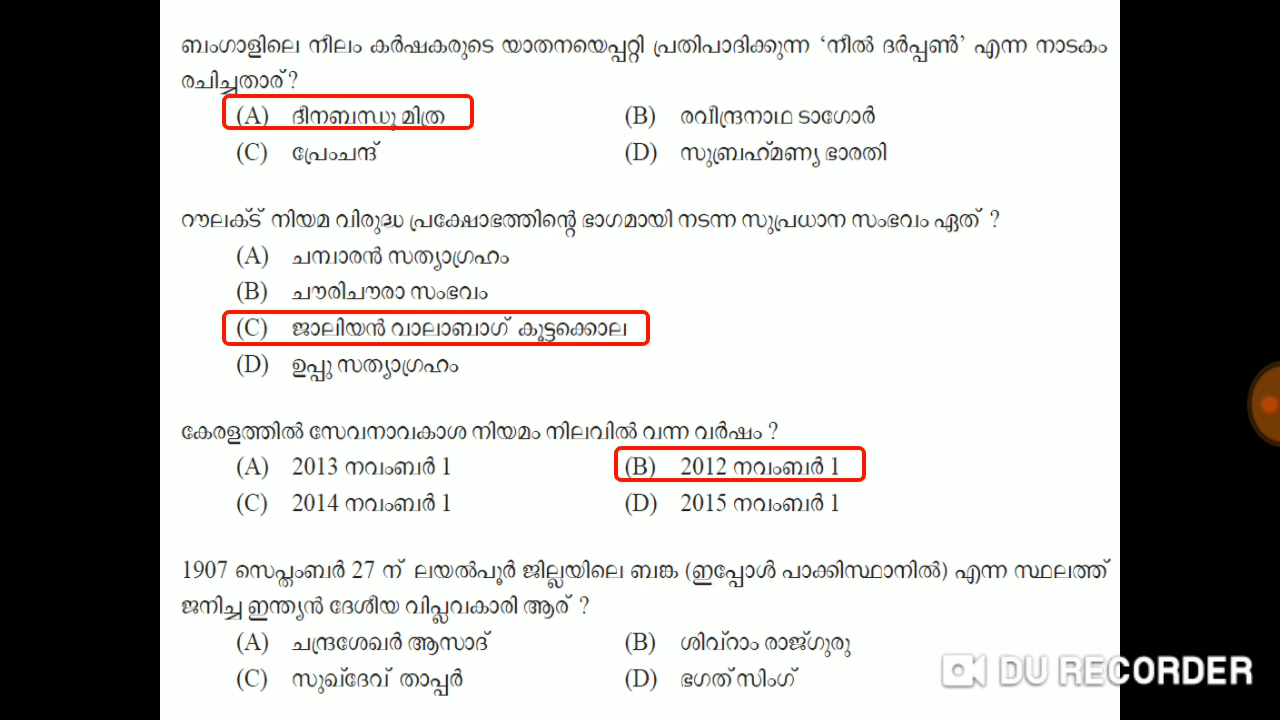 ബംഗാളിലെ നീലം കർഷകരുടെ യാതനയെപ്പറ്റി പ്രതിപാദിക്കുന്ന ‘നീൽ ദർപ്പൺ’ എന്ന നാടകം
രചിച്ചതാര് ?
(A) ദീനബന്ധു മിത്ര (B) രവീന്ദ്രനാഥ ടാഗോർ
(C) പ്രേംചന്ദ് (D) സുബ്രഹ്മണ്യ ഭാരതി
റൗലക്ട് നിയമ വിരുദ്ധ പ്രക്ഷോഭത്തിന്റെ ഭാഗമായി നടന്ന സുപ്രധാന സംഭവം ഏത് ?
(A) ചമ്പാരൻ സത്യാഗ്രഹം
(B) ചൗരിചൗരാ സംഭവം
(C) ജാലിയൻ വാലാബാഗ് കൂട്ടക്കൊല
(D) ഉപ്പു സത്യാഗ്രഹം
കേരളത്തിൽ സേവനാവകാശ നിയമം നിലവിൽ വന്ന വർഷം ?
(A) 2013 നവംബർ 1 (B) 2012 നവംബർ 1
(C) 2014 നവംബർ 1 (D) 2015 നവംബർ 1
1907 സെപ്തംബർ 27 ന് ലയൽപൂർ ജില്ലയിലെ ബങ്ക (ഇപ്പോൾ പാക്കിസ്ഥാനിൽ) എന്ന സ്ഥലത്ത്
ജനിച്ച ഇന്ത്യൻ ദേശീയ വിപ്ലവകാരി ആര് ?
(A) ചന്ദ്രശേഖർ ആസാദ് (B) ശിവ്റാം രാജ്ഗുരു
(C) സുഖ്ദേവ് താപ്പർ (D) ഭഗത് സിംഗ്
DU RECORDER